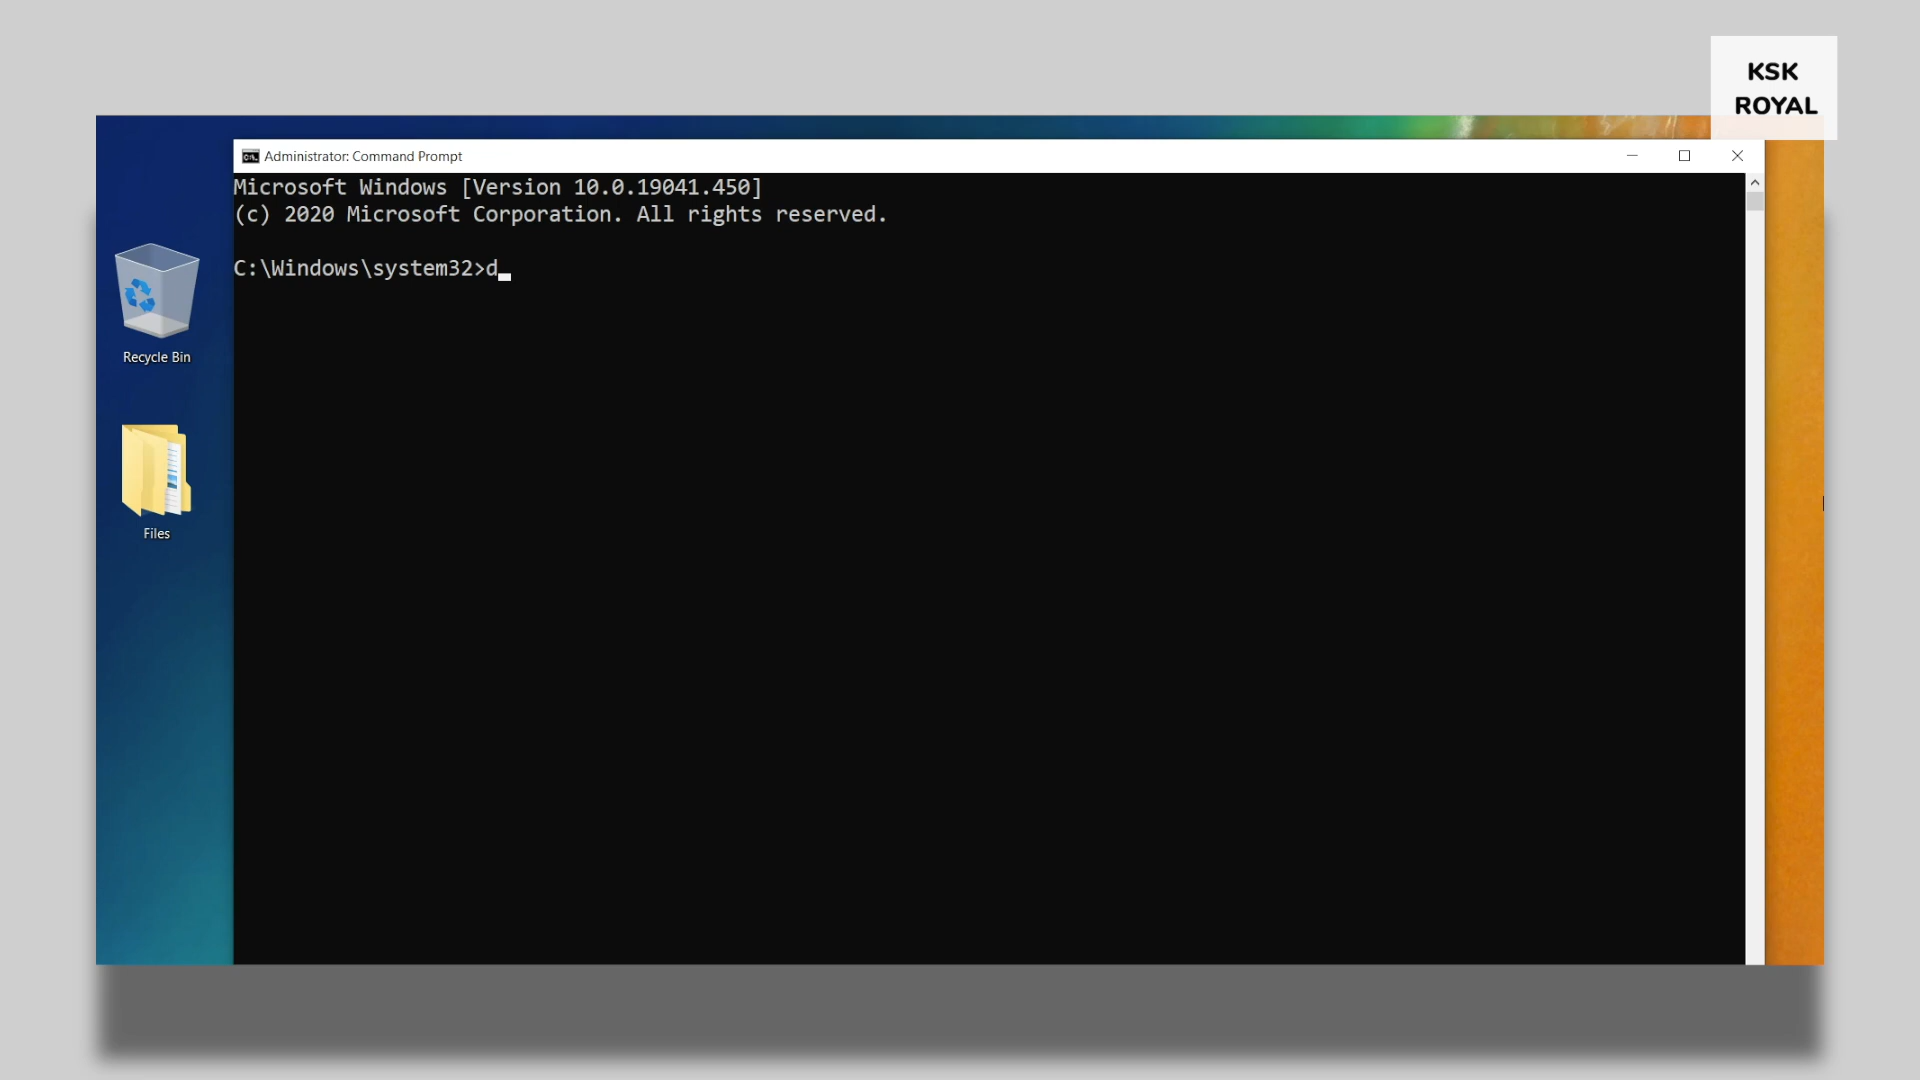 KSK
ROYAL
Administrator: Command Prompt
Microsoft Windows [Version 10.0.19041.450]
(c) 2020 Microsoft Corporation. All rights reserved.
C:\Windows\system32>d
Recycle Bin
Files